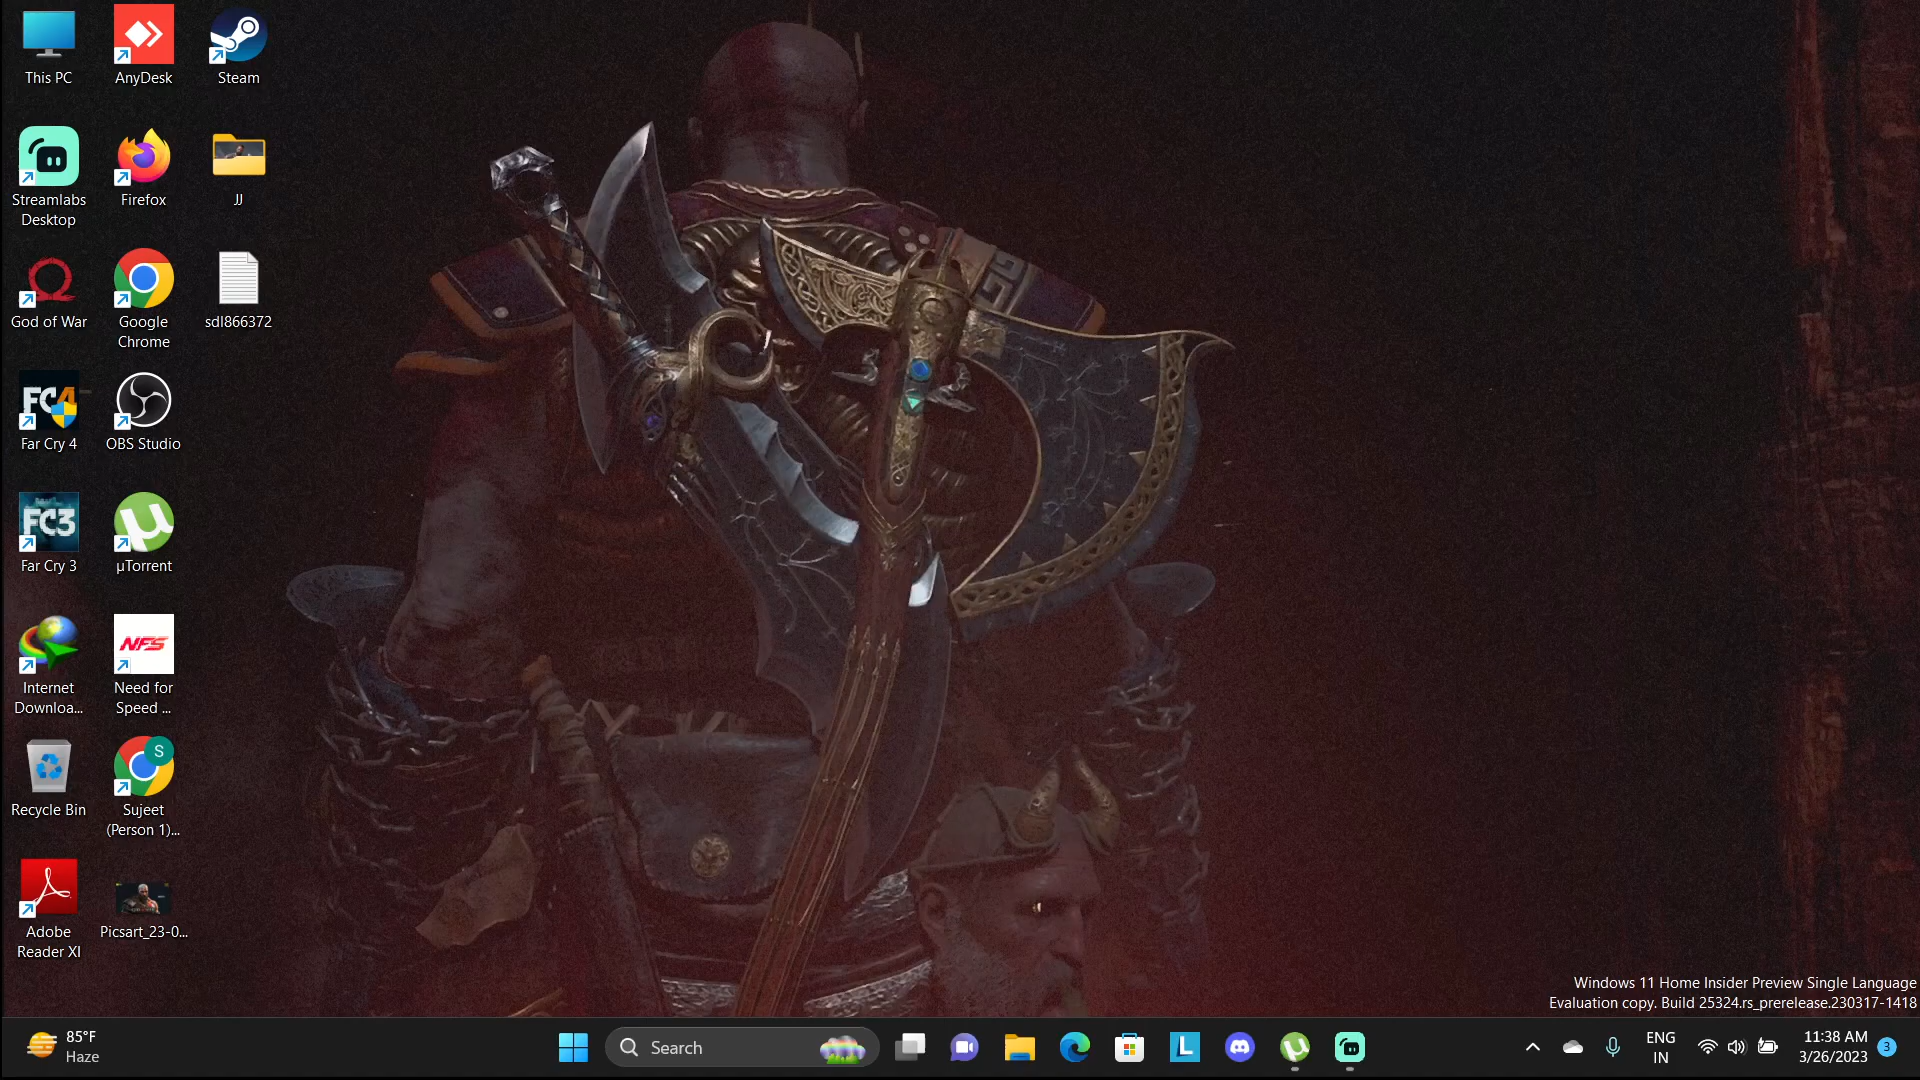 This PC
AnyDesk
Steam
Streamlabs
Desktop
Firefox
JJ
God of War
Google
Chrome
sdl866372
FC4
Far Cry 4
OBS Studio
FC3
Far Cry 3
µTorrent
Internet
Downloa...
NFS
Need for
Speed ...
Recycle Bin
S
Sujeet
(Person 1)...
Adobe
Reader XI
Picsart_23-0...
Windows 11 Home Insider Preview Single Language
Evaluation copy. Build 25324.rs_prerelease.230317-1418
85°F
Haze
Search
L
ENG
IN
11:38 AM
3/26/2023
3